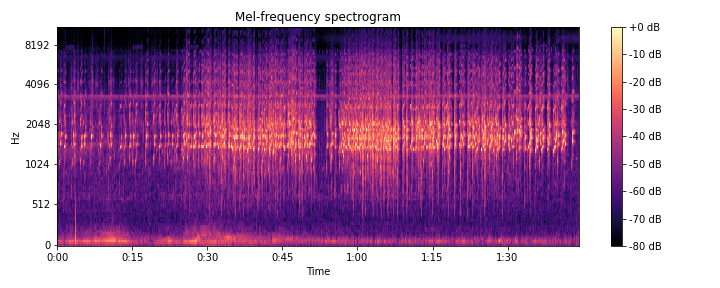 Mel-frequency spectrogram
Hz
8192
4096
2048
1024
512
0
0:00 0:15 0:30 0:45 1:00 1:15 1:30
Time
+0 dB
-10 dB
-20 dB
-30 dB
-40 dB
-50 dB
-60 dB
-70 dB
-80 dB